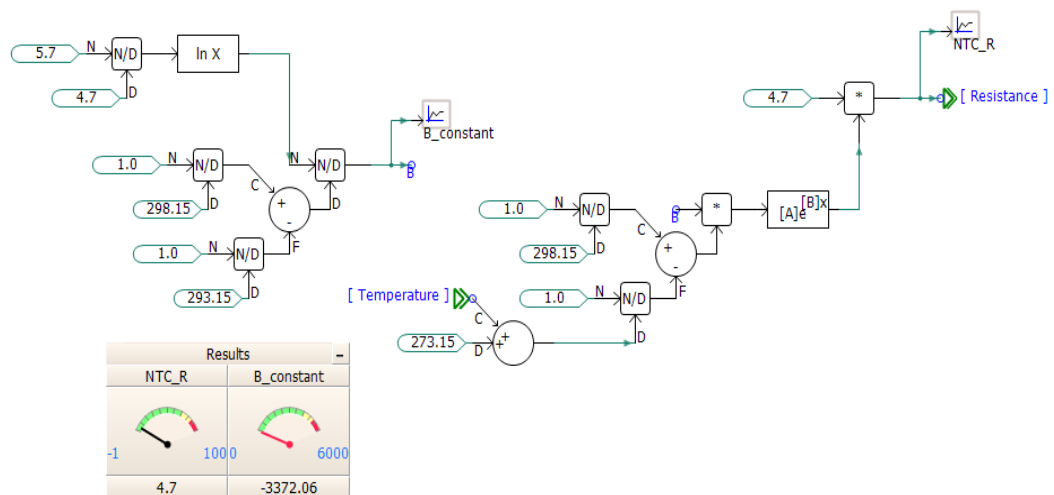 5.7
N
N/D
ln X
4.7
D
B_constant
1.0
N
N/D
N
N/D
B
298.15
D
C
+
-
D
1.0
N
N/D
F
293.15
D
NTC_R
4.7
*
[ Resistance ]
1.0
N
N/D
B
*
[A]e[B]x
298.15
D
C
+
-
[ Temperature ]
1.0
N
N/D
F
C
273.15
D
+
+
D
Results
–
NTC_R
B_constant
-1
100
0
6000
4.7
-3372.06